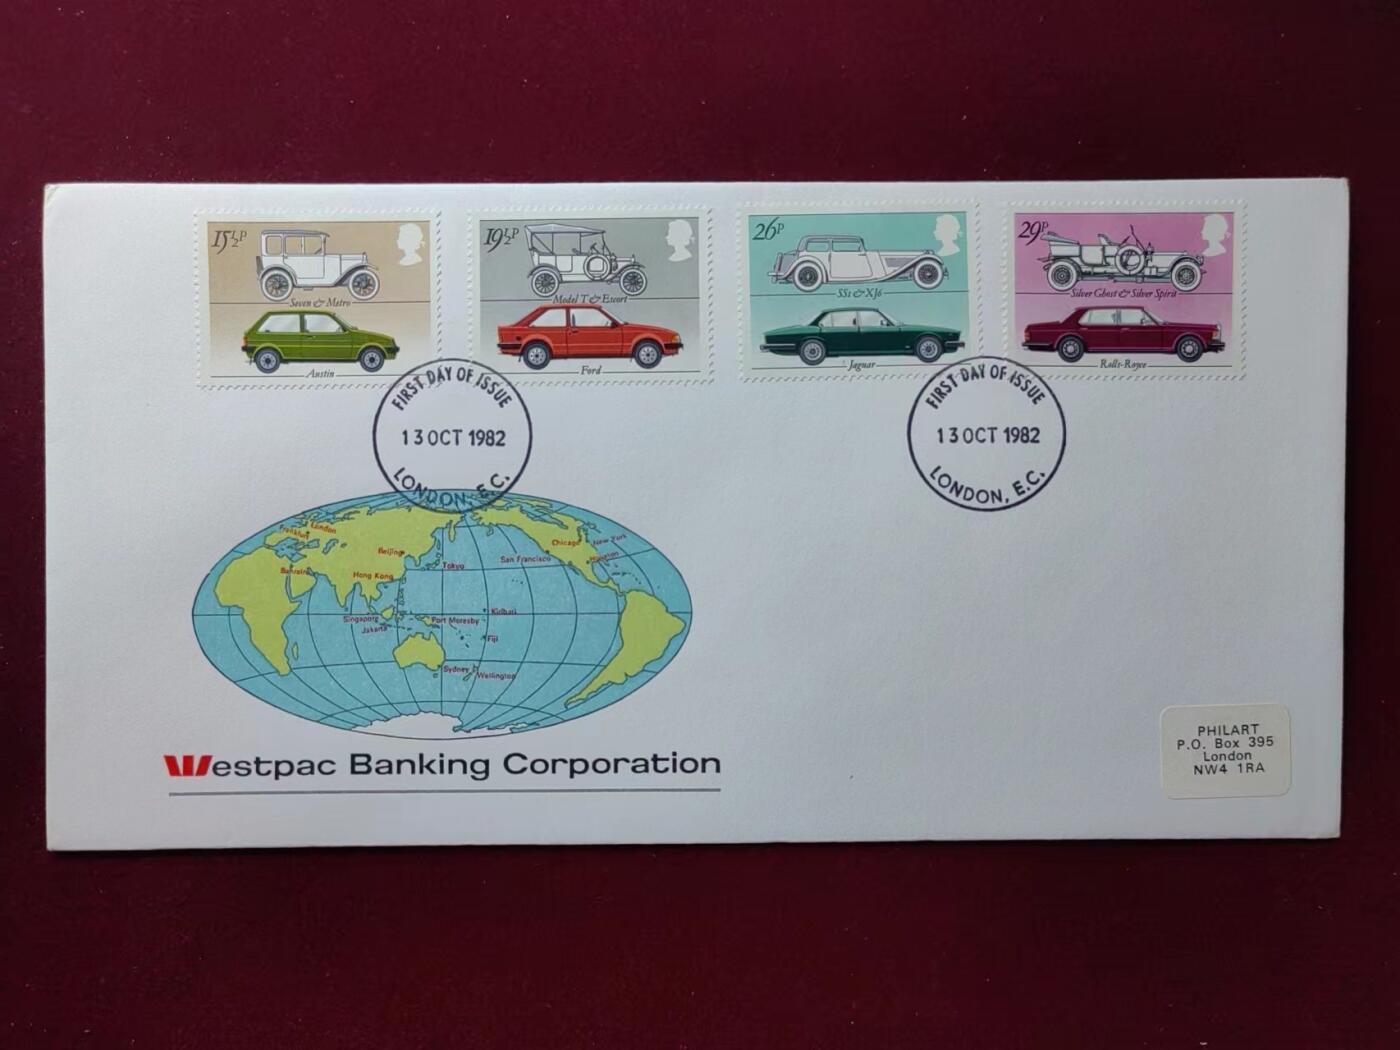 15½P
Seven & Metro
Austin
19½P
Model T & Escort
Ford
26P
SS1 & XJ6
Jaguar
29P
Silver Ghost & Silver Spirit
Rolls-Royce
FIRST DAY OF ISSUE
13 OCT 1982
LONDON, E.C.
FIRST DAY OF ISSUE
13 OCT 1982
LONDON, E.C.
London
Frankfurt
Bahrain
Beijing
Hong Kong
Tokyo
Singapore
Jakarta
Port Moresby
Kiribati
Fiji
Sydney
Wellington
San Francisco
Chicago
New York
Houston
Westpac Banking Corporation
PHILART
P.O. Box 395
London
NW4 1RA